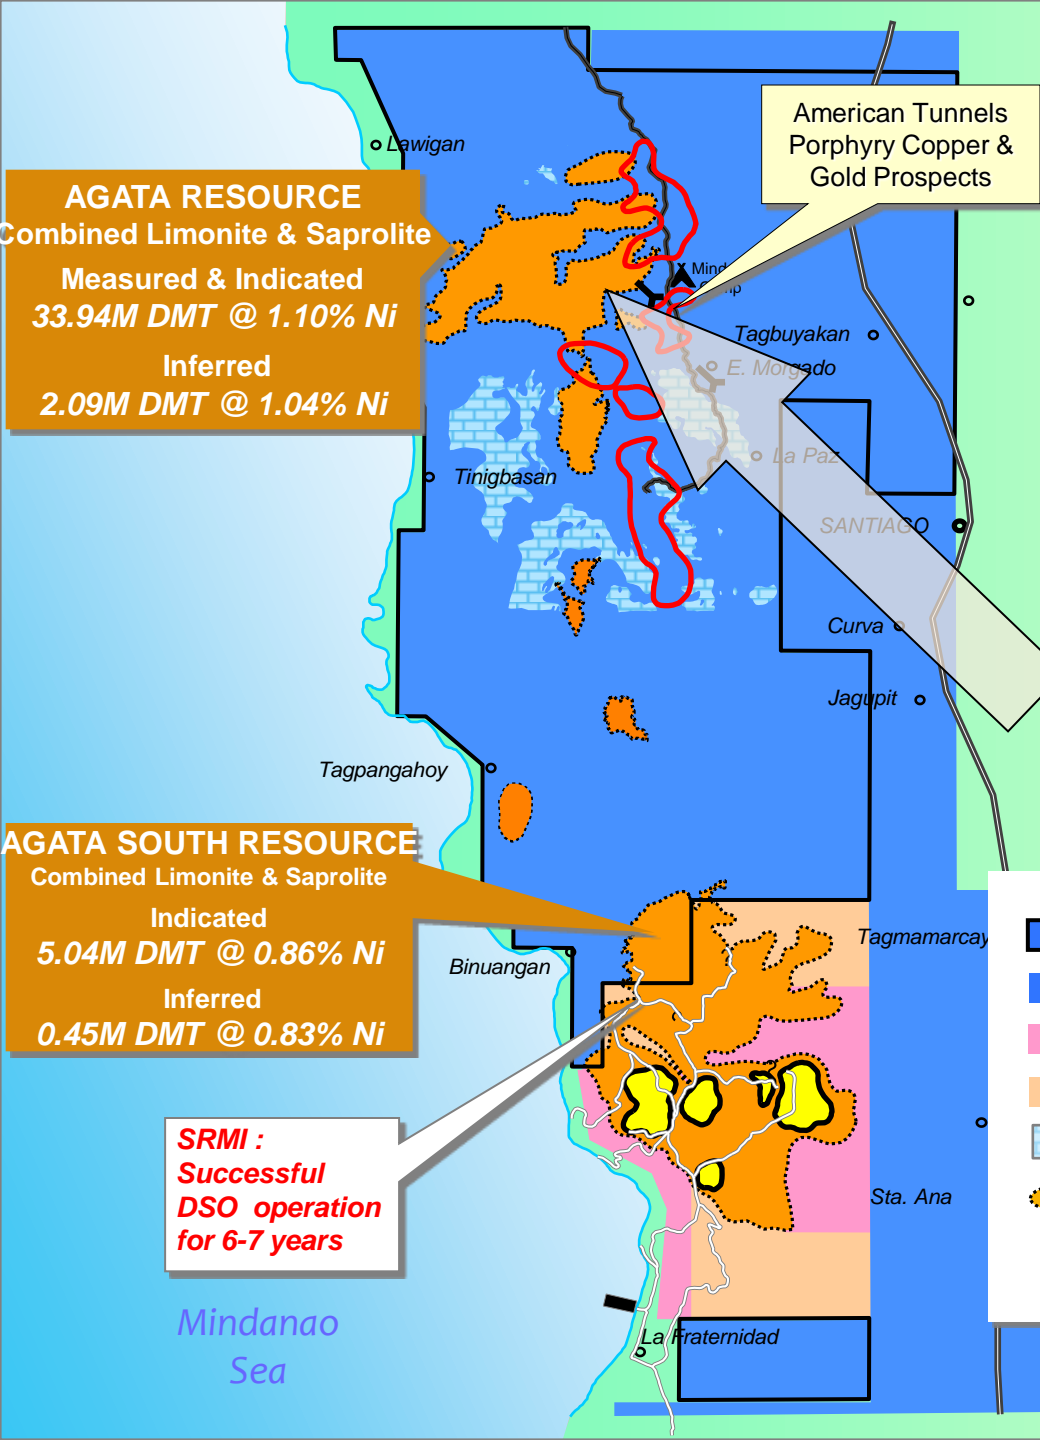 American Tunnels
Porphyry Copper &
Gold Prospects
Lawigan
AGATA RESOURCE
Combined Limonite & Saprolite
Measured & Indicated
33.94M DMT @ 1.10% Ni
Inferred
2.09M DMT @ 1.04% Ni
Tagbuyakan
E. Morgado
La Paz
Tinigbasan
SANTIAGO
Curva
Jagupit
Tagpangahoy
AGATA SOUTH RESOURCE
Combined Limonite & Saprolite
Indicated
5.04M DMT @ 0.86% Ni
Inferred
0.45M DMT @ 0.83% Ni
Tagmamarcay
Binuangan
SRMI :
Successful
DSO operation
for 6-7 years
Sta. Ana
Mindanao
Sea
La Fraternidad